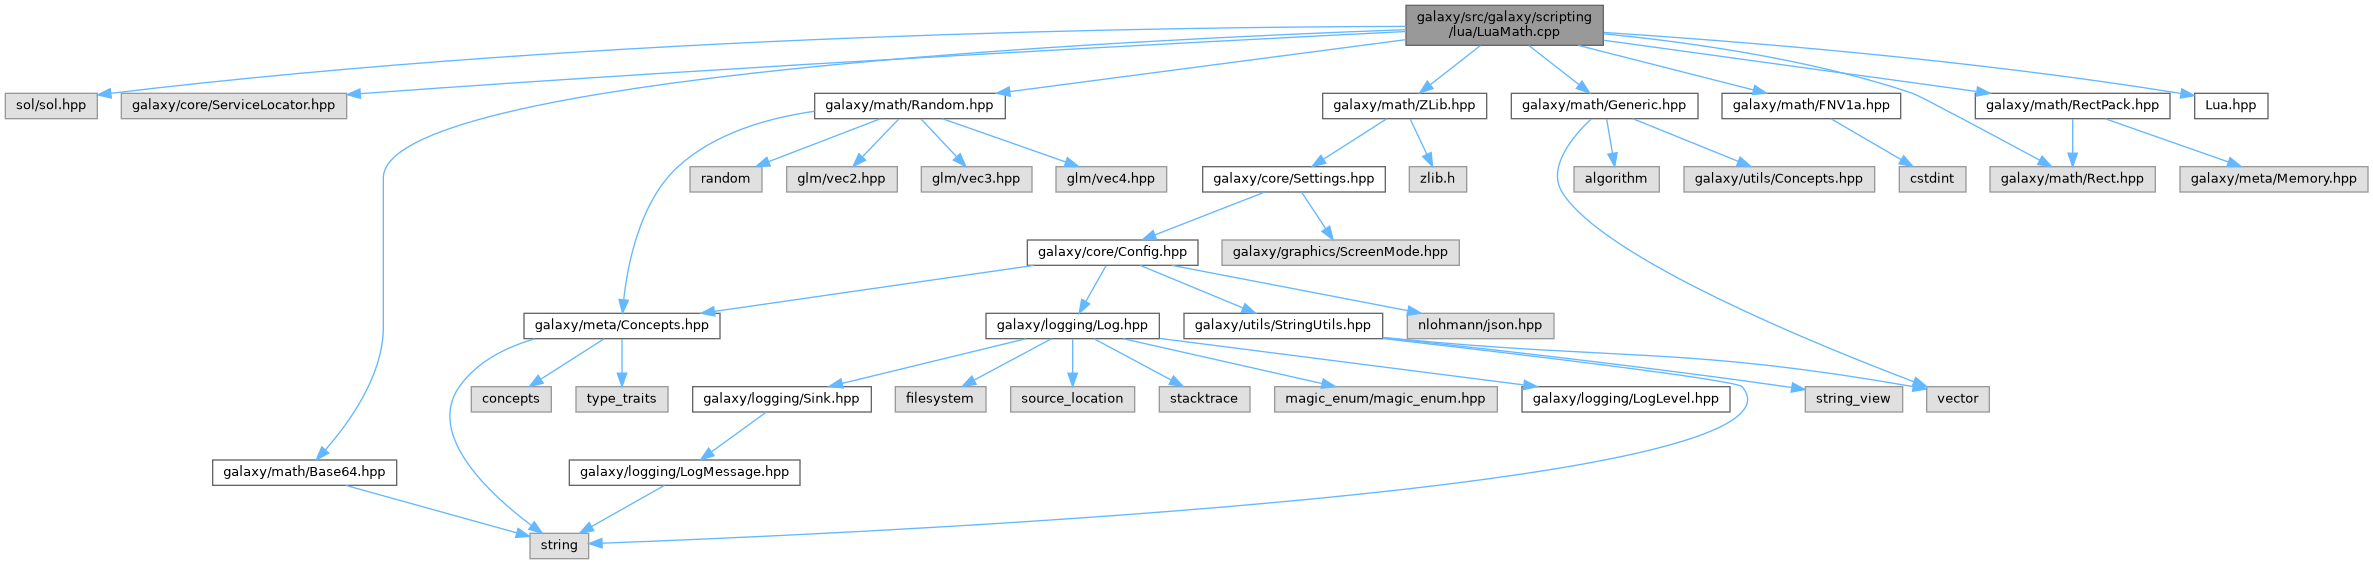 galaxy/src/galaxy/scripting
/lua/LuaMath.cpp
sol/sol.hpp
galaxy/core/ServiceLocator.hpp
galaxy/math/Random.hpp
galaxy/math/ZLib.hpp
galaxy/math/Generic.hpp
galaxy/math/FNV1a.hpp
galaxy/math/RectPack.hpp
Lua.hpp
random
glm/vec2.hpp
glm/vec3.hpp
glm/vec4.hpp
galaxy/core/Settings.hpp
zlib.h
algorithm
galaxy/utils/Concepts.hpp
cstdint
galaxy/math/Rect.hpp
galaxy/meta/Memory.hpp
galaxy/core/Config.hpp
galaxy/graphics/ScreenMode.hpp
galaxy/meta/Concepts.hpp
galaxy/logging/Log.hpp
galaxy/utils/StringUtils.hpp
nlohmann/json.hpp
concepts
type_traits
galaxy/logging/Sink.hpp
filesystem
source_location
stacktrace
magic_enum/magic_enum.hpp
galaxy/logging/LogLevel.hpp
string_view
vector
galaxy/math/Base64.hpp
galaxy/logging/LogMessage.hpp
string